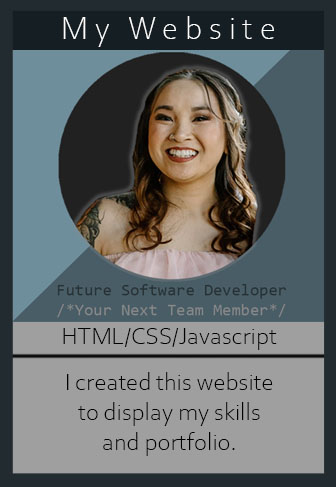 My Website
Future Software Developer
/*Your Next Team Member*/
HTML/CSS/Javascript
I created this website
to display my skills
and portfolio.